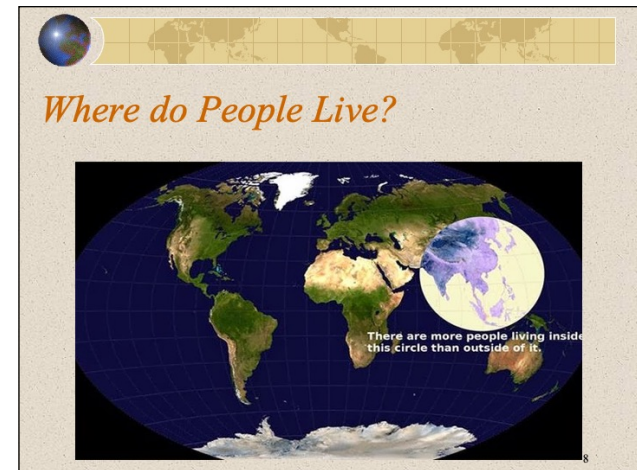 Where do People Live?
There are more people living inside
this circle than outside of it.
8